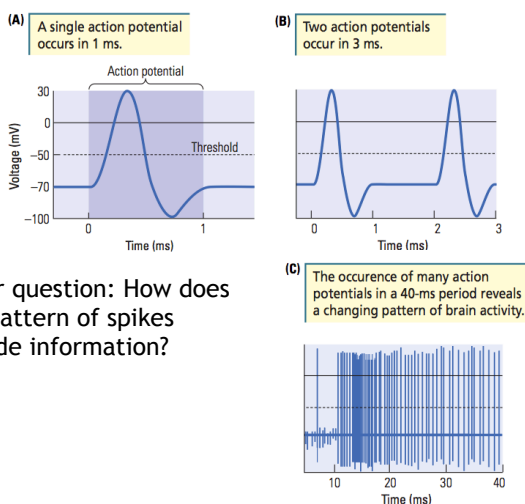 (A)
A single action potential
occurs in 1 ms.
Action potential
30
0
–50
–70
–100
Voltage (mV)
Threshold
0 1
Time (ms)
(B)
Two action potentials
occur in 3 ms.
0 1 2 3
Time (ms)
r question: How does
attern of spikes
de information?
(C)
The occurence of many action
potentials in a 40-ms period reveals
a changing pattern of brain activity.
10 20 30 40
Time (ms)